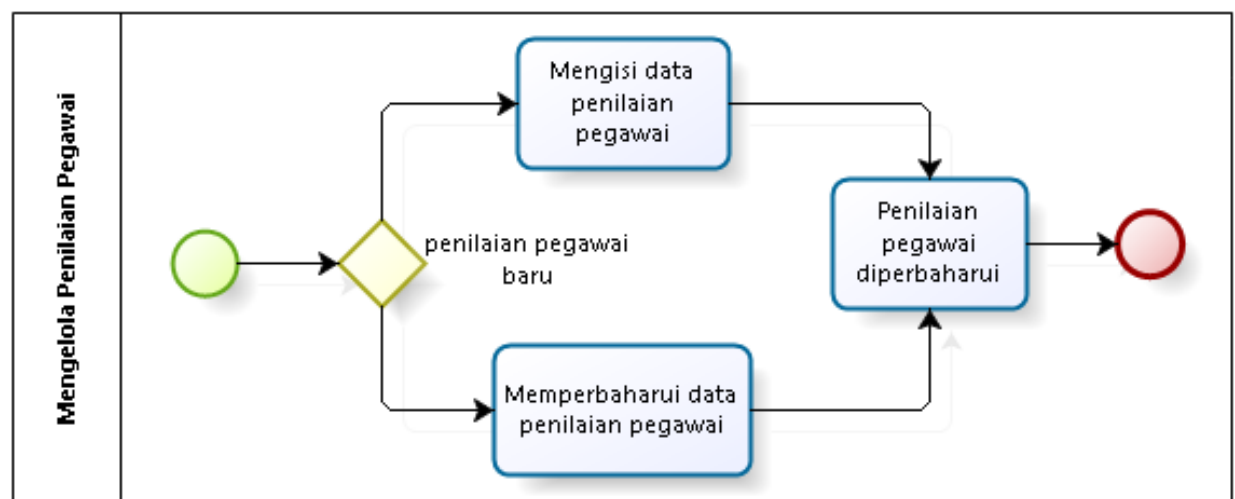 Mengelola Penilaian Pegawai
Mengisi data
penilaian
pegawai
penilaian pegawai
baru
Penilaian
pegawai
diperbaharui
Memperbaharui data
penilaian pegawai